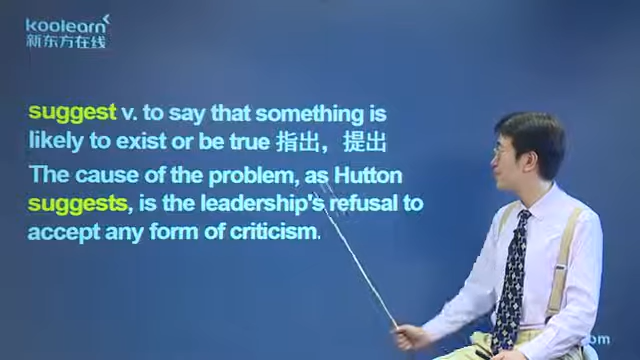 koolearn
新东方在线
suggest v. to say that something is
likely to exist or be true 指出，提出
The cause of the problem, as Hutton
suggests, is the leadership's refusal to
accept any form of criticism.